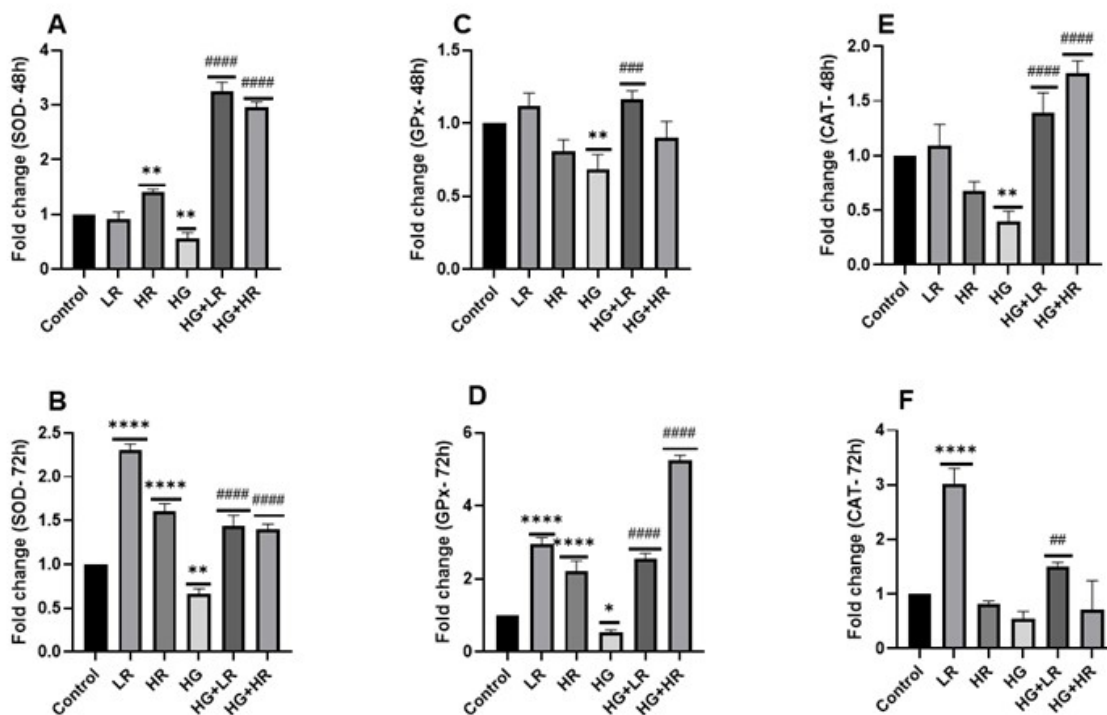 A
Fold change (SOD- 48h)
4
3
2
1
0
**
**
####
####
Control
LR
HR
HG
HG+LR
HG+HR
C
Fold change (GPx- 48h)
1.5
1.0
0.5
0.0
**
###
Control
LR
HR
HG
HG+LR
HG+HR
E
Fold change (CAT- 48h)
2.0
1.5
1.0
0.5
0.0
**
####
####
Control
LR
HR
HG
HG+LR
HG+HR
B
Fold change (SOD- 72h)
2.5
2.0
1.5
1.0
0.5
0.0
****
****
**
####
####
Control
LR
HR
HG
HG+LR
HG+HR
D
Fold change (GPx- 72h)
6
4
2
0
****
****
*
####
####
Control
LR
HR
HG
HG+LR
HG+HR
F
Fold change (CAT- 72h)
4
3
2
1
0
****
##
Control
LR
HR
HG
HG+LR
HG+HR